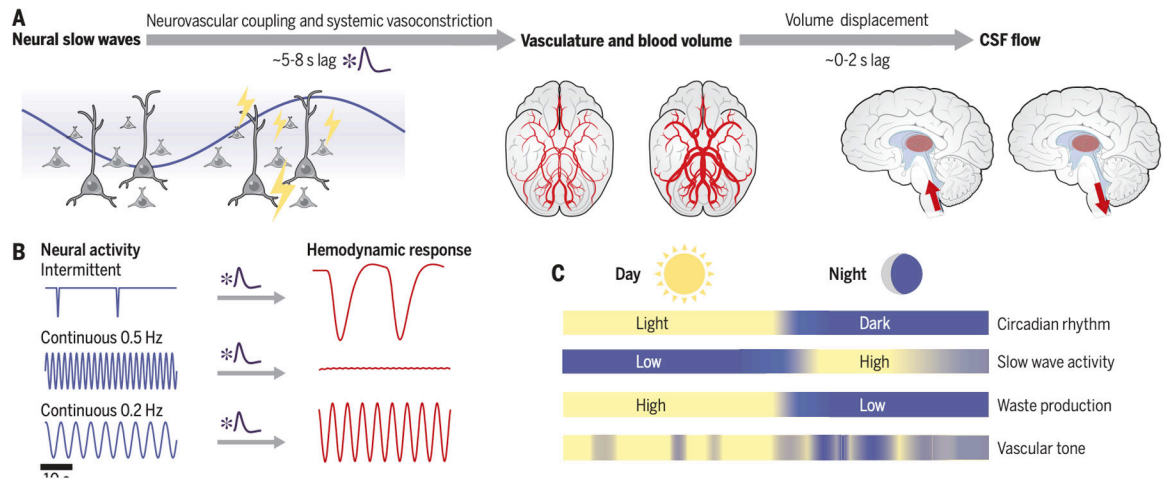 A
Neural slow waves
Neurovascular coupling and systemic vasoconstriction
~5-8 s lag *
Vasculature and blood volume
Volume displacement
~0-2 s lag
CSF flow
B
Neural activity
Intermittent
Hemodynamic response
*
Continuous 0.5 Hz
*
Continuous 0.2 Hz
*
C
Day
Night
Light
Dark
Circadian rhythm
Low
High
Slow wave activity
High
Low
Waste production
Vascular tone